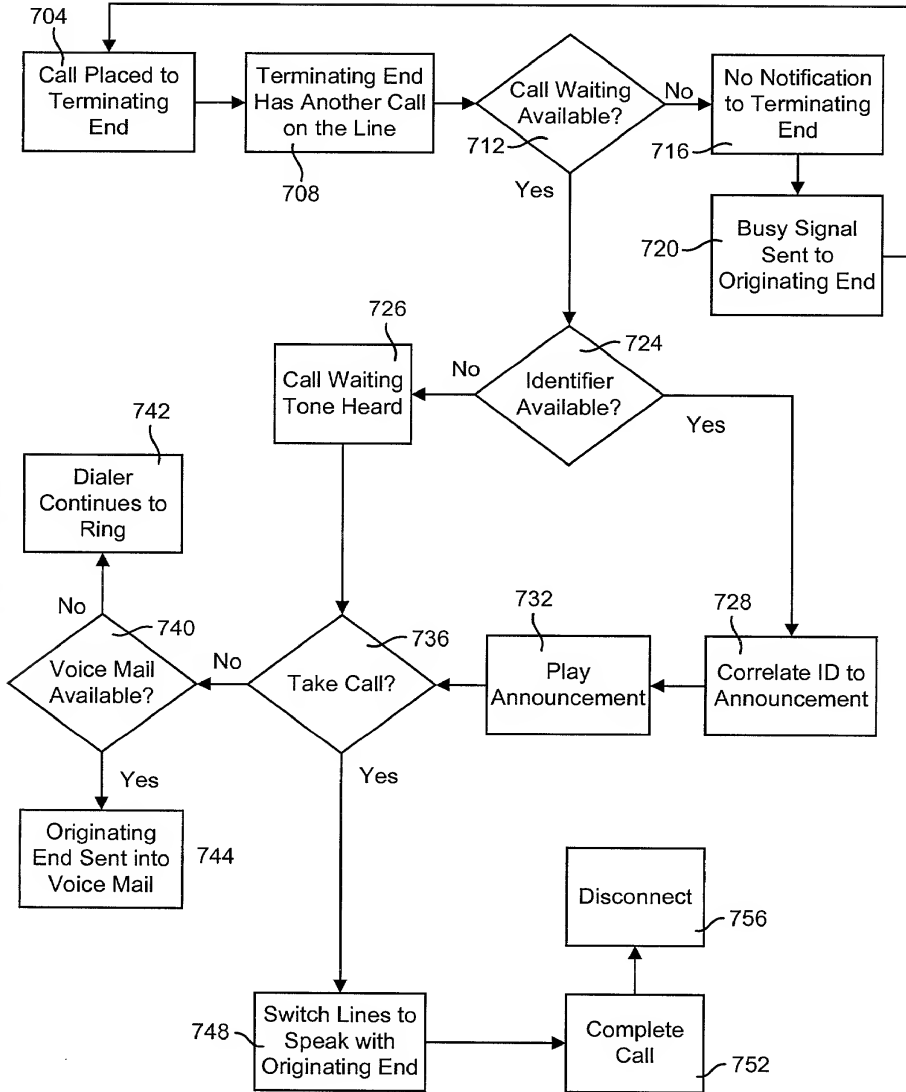 704
Call Placed to
Terminating
End
Terminating End
Has Another Call
on the Line
708
Call Waiting
Available?
712
No
Yes
No Notification
to Terminating
End
716
Busy Signal
Sent to
Originating End
720
726
Call Waiting
Tone Heard
No
724
Identifier
Available?
Yes
742
Dialer
Continues to
Ring
No
740
Voice Mail
Available?
No
736
Take Call?
732
Play
Announcement
728
Correlate ID to
Announcement
Yes
Yes
Originating
End Sent into
Voice Mail
744
Disconnect
756
748
Switch Lines to
Speak with
Originating End
Complete
Call
752